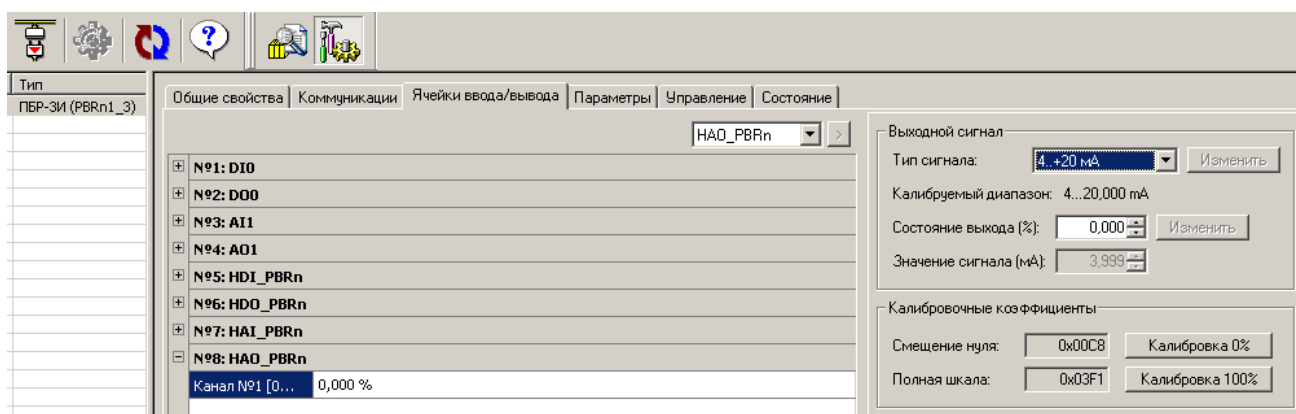 Тип
ПБР-3И (PBRn1_3)
Общие свойства Коммуникации Ячейки ввода/вывода Параметры Управление Состояние
HAO_PBRn >
№1: DI0
№2: DO0
№3: AI1
№4: AO1
№5: HDI_PBRn
№6: HDO_PBRn
№7: HAI_PBRn
№8: HAO_PBRn
Канал №1 [0... 0,000 %
Выходной сигнал
Тип сигнала: 4..+20 мА Изменить
Калибруемый диапазон: 4...20,000 mA
Состояние выхода (%): 0,000 Изменить
Значение сигнала (мА): 3,999
Калибровочные коэффициенты
Смещение нуля: 0x00C8 Калибровка 0%
Полная шкала: 0x03F1 Калибровка 100%